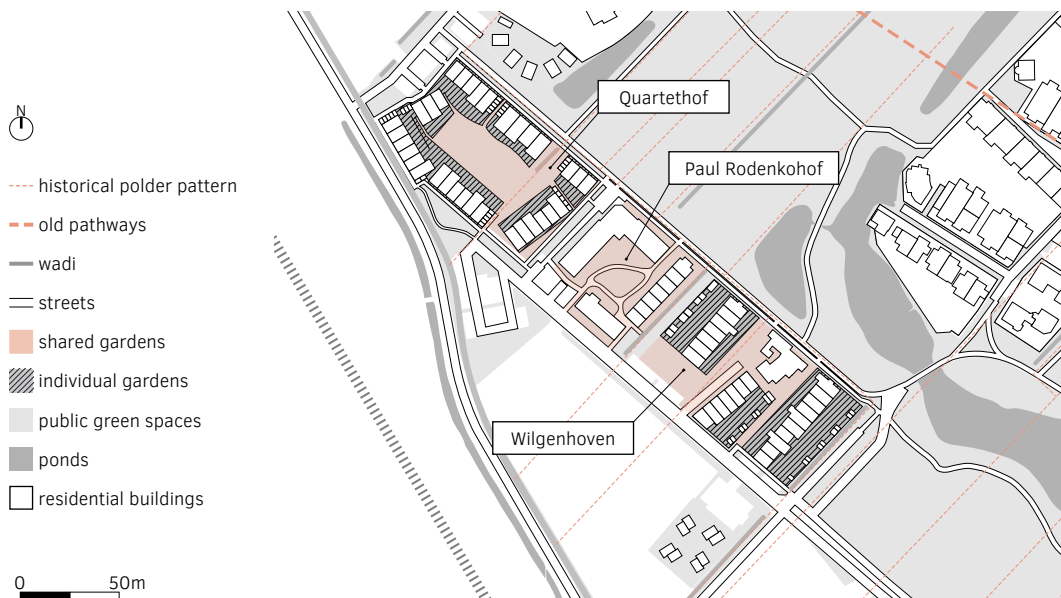 N
historical polder pattern
old pathways
wadi
streets
shared gardens
individual gardens
public green spaces
ponds
residential buildings
0 50m
Quartethof
Paul Rodenkohof
Wilgenhoven